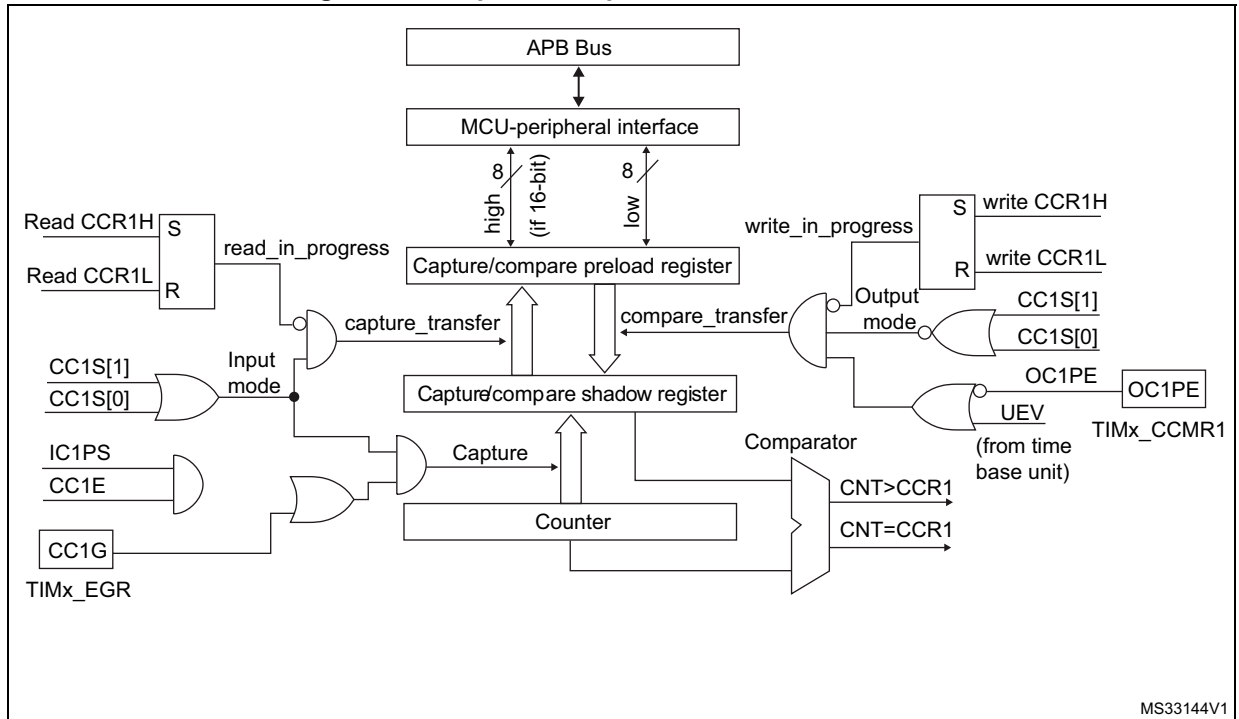 APB Bus
MCU-peripheral interface
8
high
(if 16-bit)
8
low
Read CCR1H
S
read_in_progress
Read CCR1L
R
write_in_progress
S
write CCR1H
R
write CCR1L
Capture/compare preload register
CC1S[1]
CC1S[0]
Output
mode
capture_transfer
compare_transfer
Input
mode
CC1S[1]
CC1S[0]
Capture/compare shadow register
OC1PE
OC1PE
UEV
TIMx_CCMR1
(from time
base unit)
Comparator
IC1PS
CC1E
Capture
CNT>CCR1
Counter
CNT=CCR1
CC1G
TIMx_EGR
MS33144V1